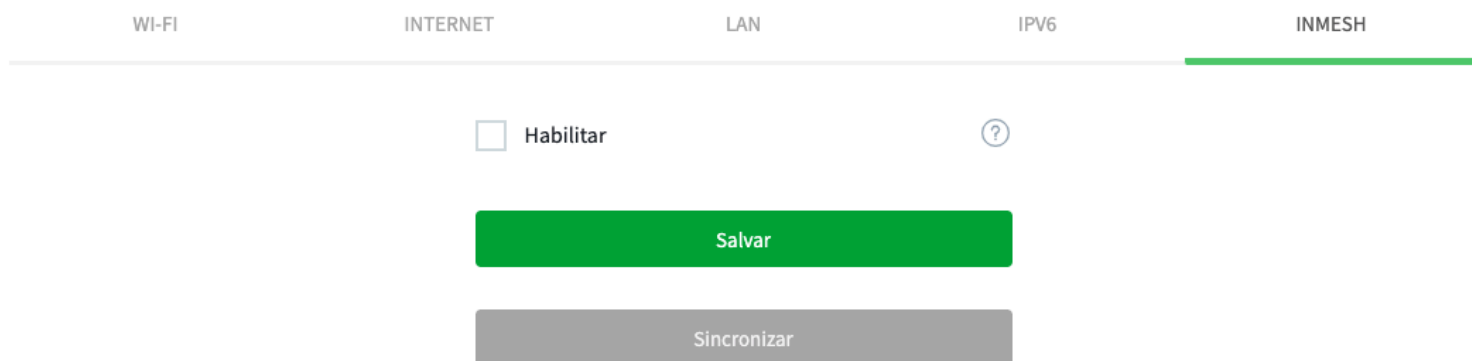 WI-FI INTERNET LAN IPV6 INMESH
Habilitar ?
Salvar
Sincronizar